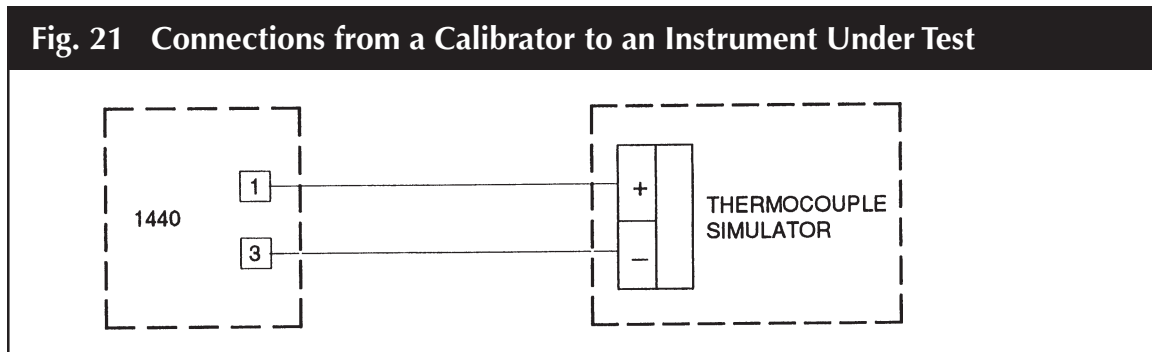 Fig. 21 Connections from a Calibrator to an Instrument Under Test
1
+
1440
THERMOCOUPLE
SIMULATOR
3
—